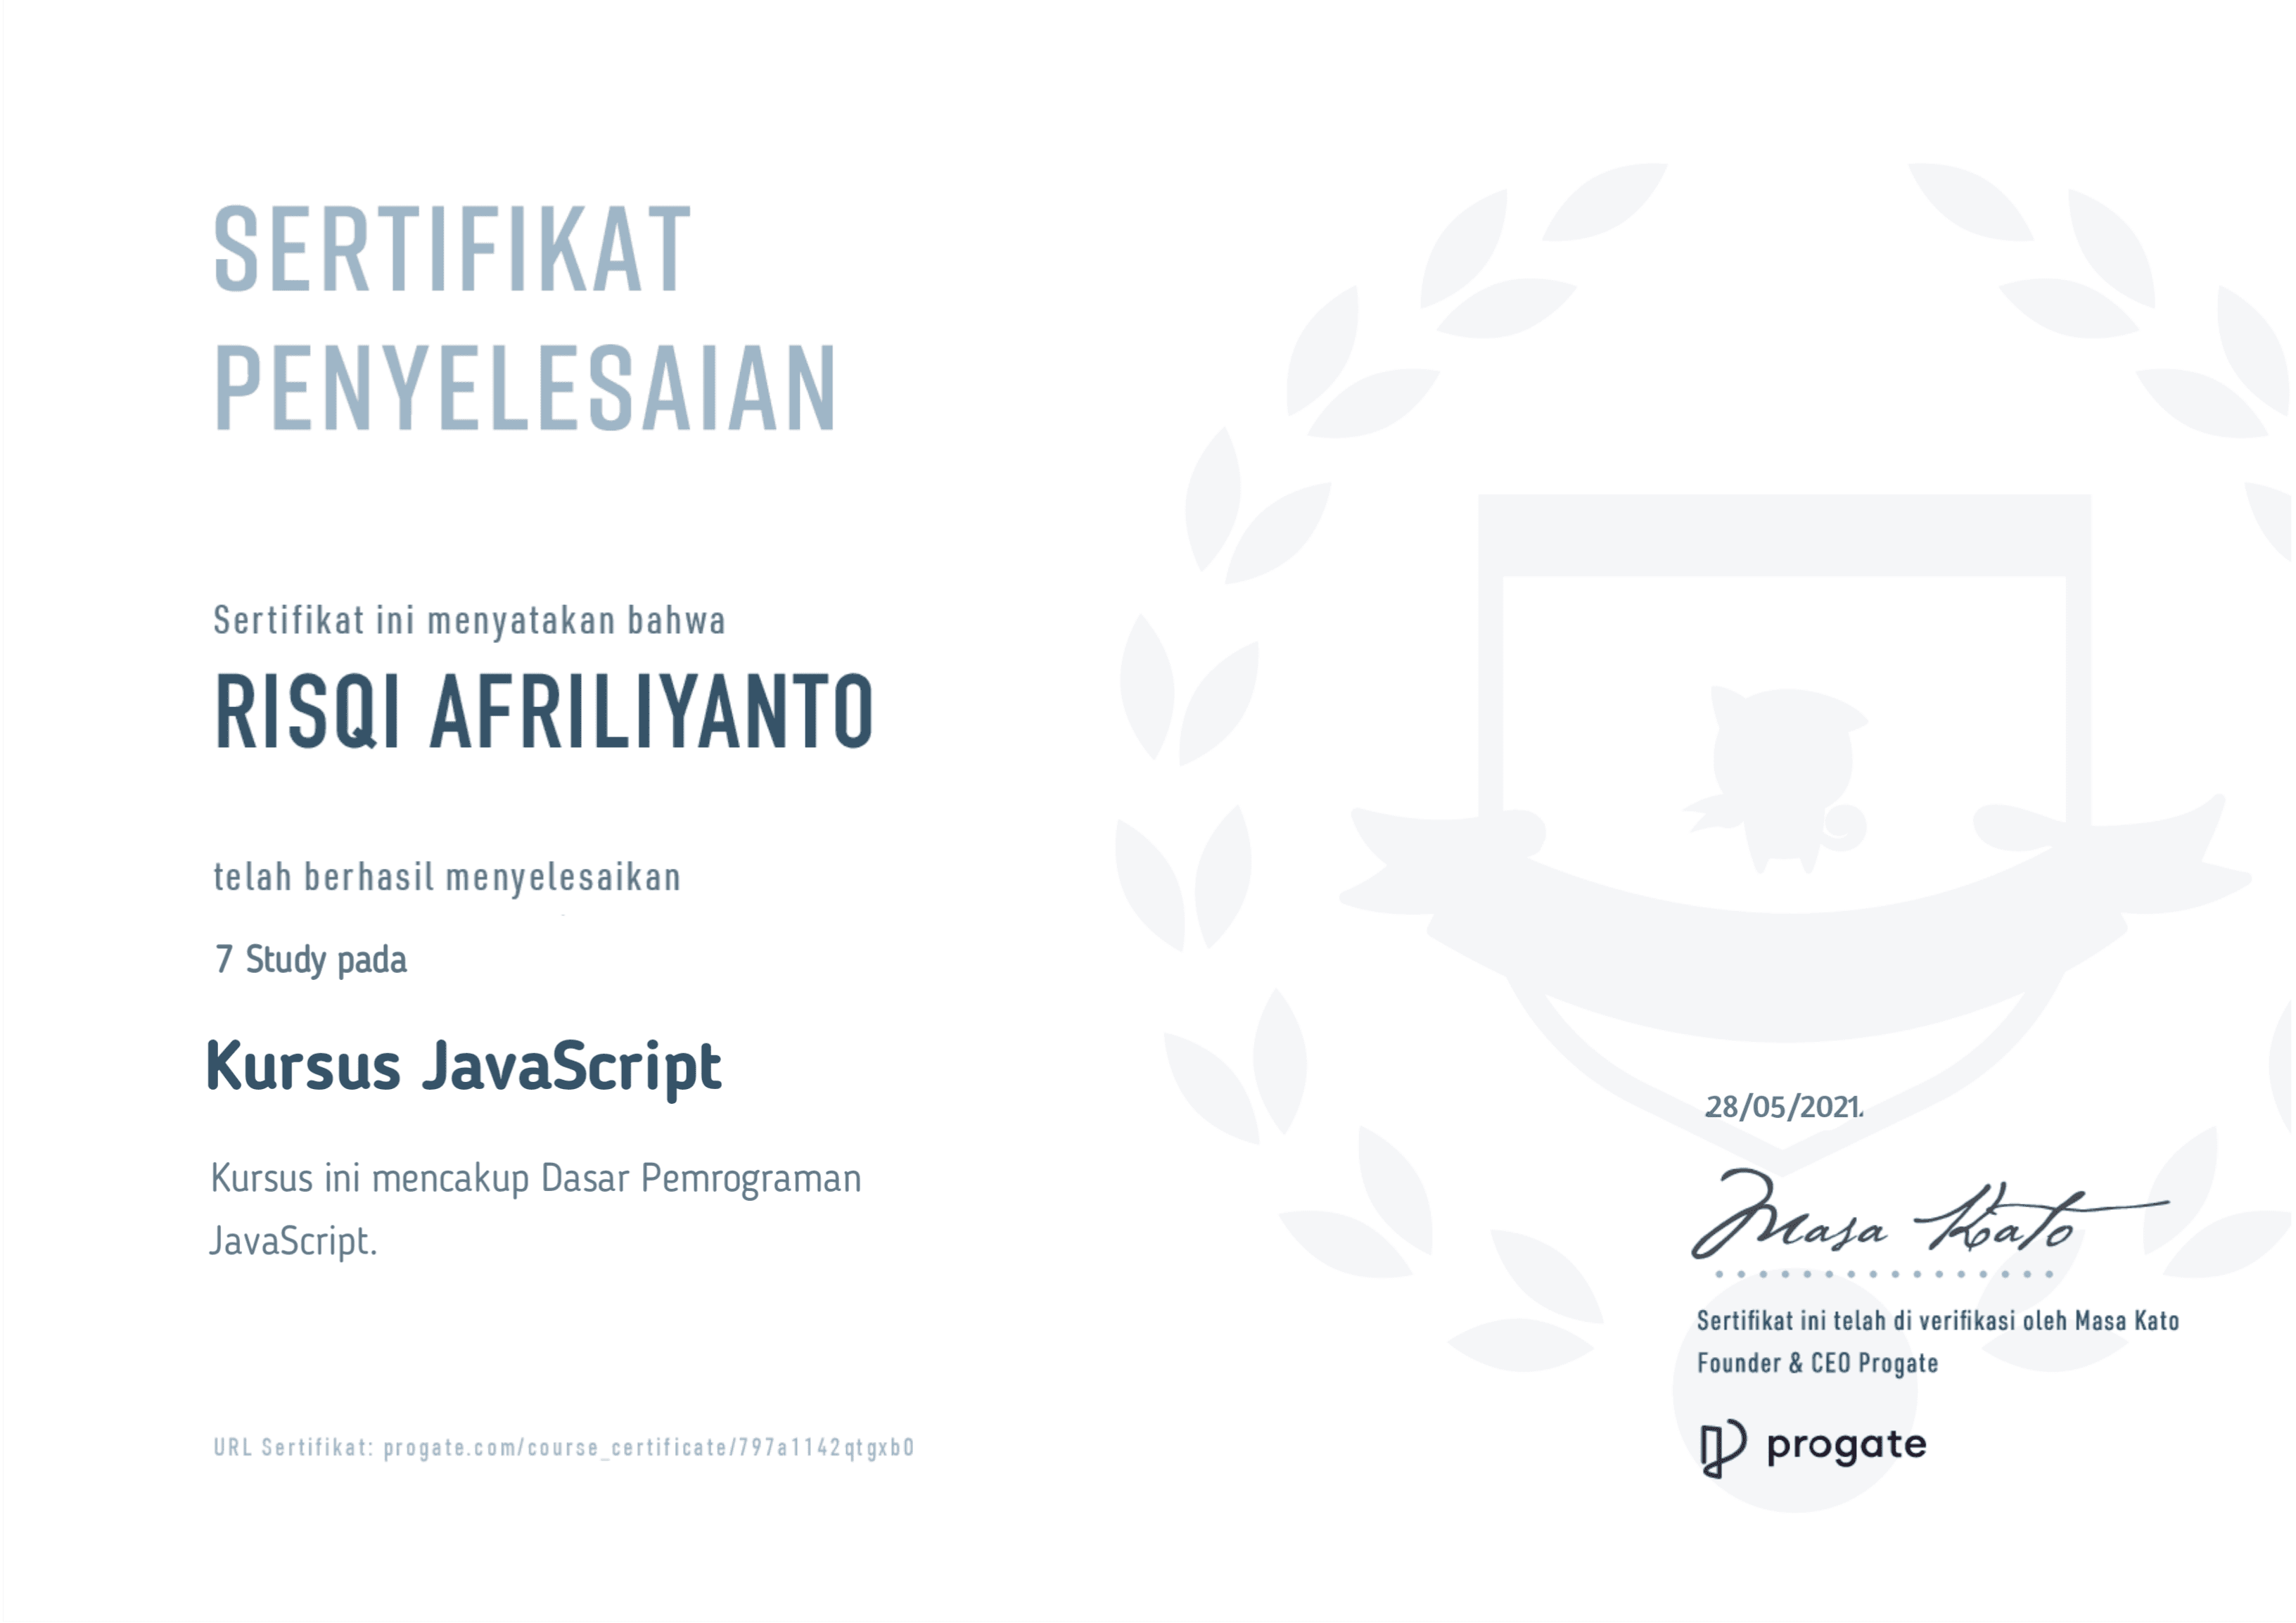 SERTIFIKAT
PENYELESAIAN
Sertifikat ini menyatakan bahwa
RISQI AFRILIYANTO
telah berhasil menyelesaikan
7 Study pada
Kursus JavaScript
Kursus ini mencakup Dasar Pemrograman
JavaScript.
URL Sertifikat: progate.com/course_certificate/797a1142qtgxb0
28/05/2021
Masa Kato
Sertifikat ini telah di verifikasi oleh Masa Kato
Founder & CEO Progate
progate